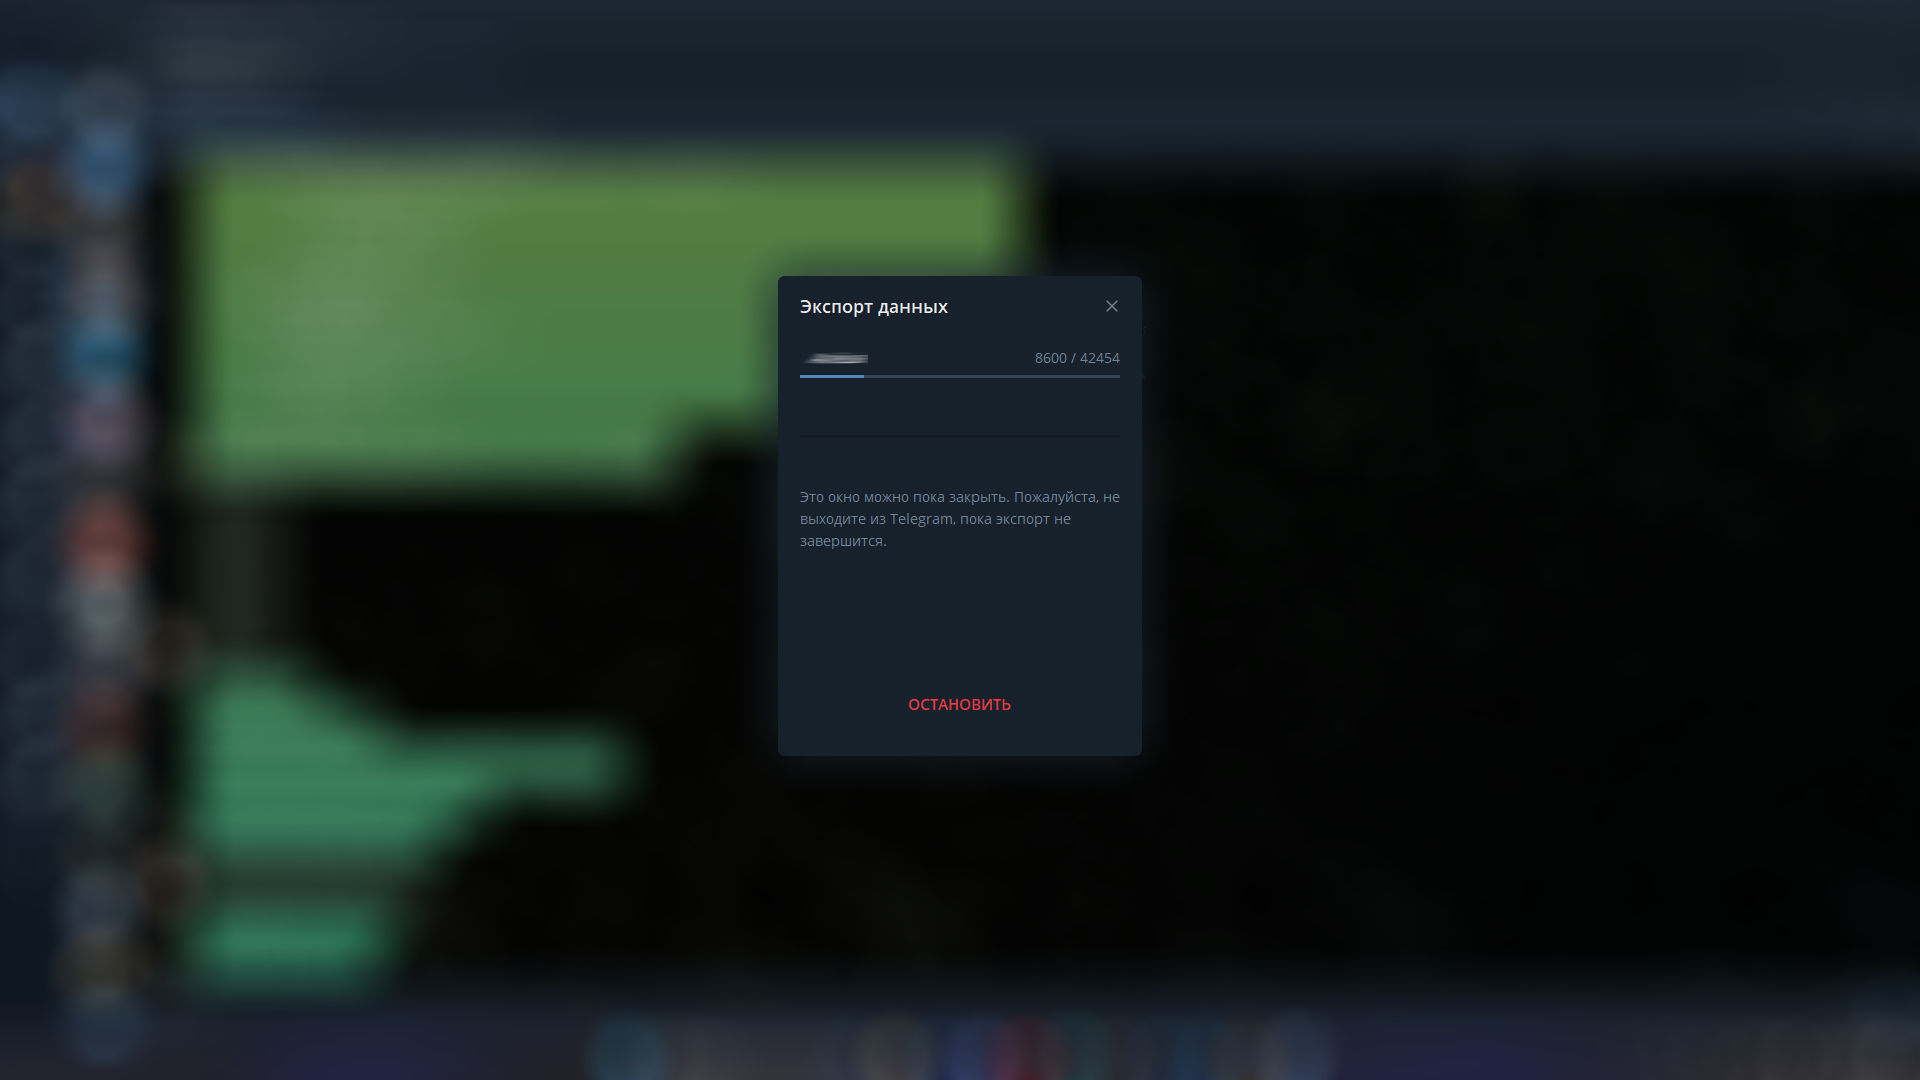 Экспорт данных
8600 / 42454
Это окно можно пока закрыть. Пожалуйста, не
выходите из Telegram, пока экспорт не
завершится.
ОСТАНОВИТЬ